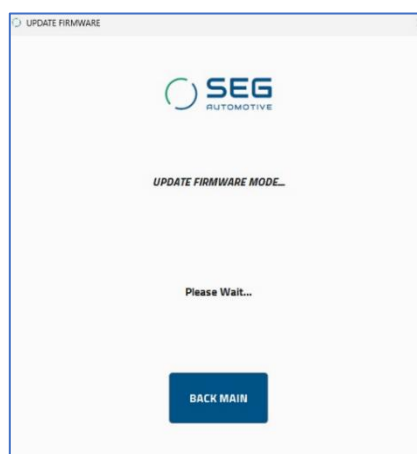 UPDATE FIRMWARE
SEG
AUTOMOTIVE
UPDATE FIRMWARE MODE...
Please Wait...
BACK MAIN